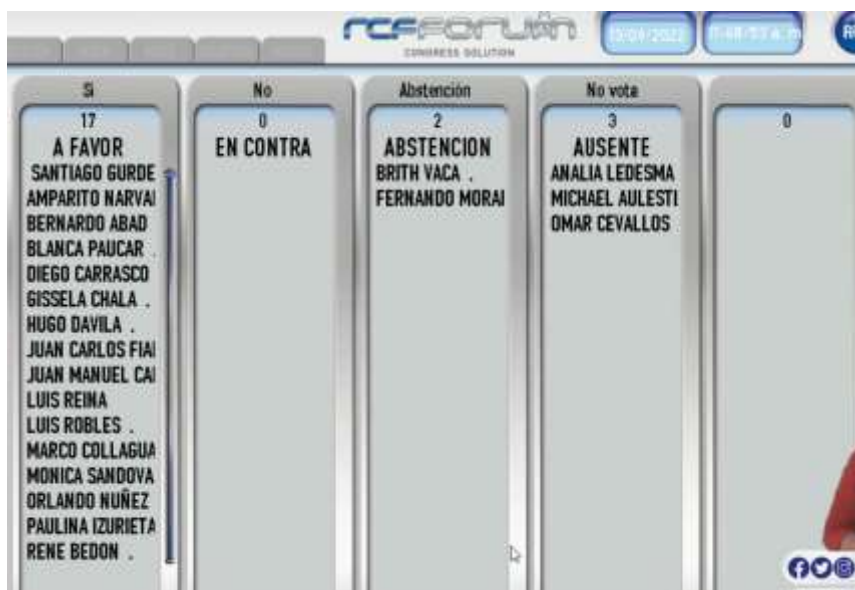 RCFFORUM
CONGRESS SOLUTION
Si
17
A FAVOR
SANTIAGO GURDE
AMPARITO NARVAI
BERNARDO ABAD
BLANCA PAUCAR .
DIEGO CARRASCO
GISSELA CHALA .
HUGO DAVILA .
JUAN CARLOS FIAI
JUAN MANUEL CAI
LUIS REINA
LUIS ROBLES .
MARCO COLLAGUA
MONICA SANDOVA
ORLANDO NUÑEZ
PAULINA IZURIETA
RENE BEDON .
No
0
EN CONTRA
Abstención
2
ABSTENCION
BRITH VACA .
FERNANDO MORAI
No vota
3
AUSENTE
ANALIA LEDESMA
MICHAEL AULESTI
OMAR CEVALLOS
0